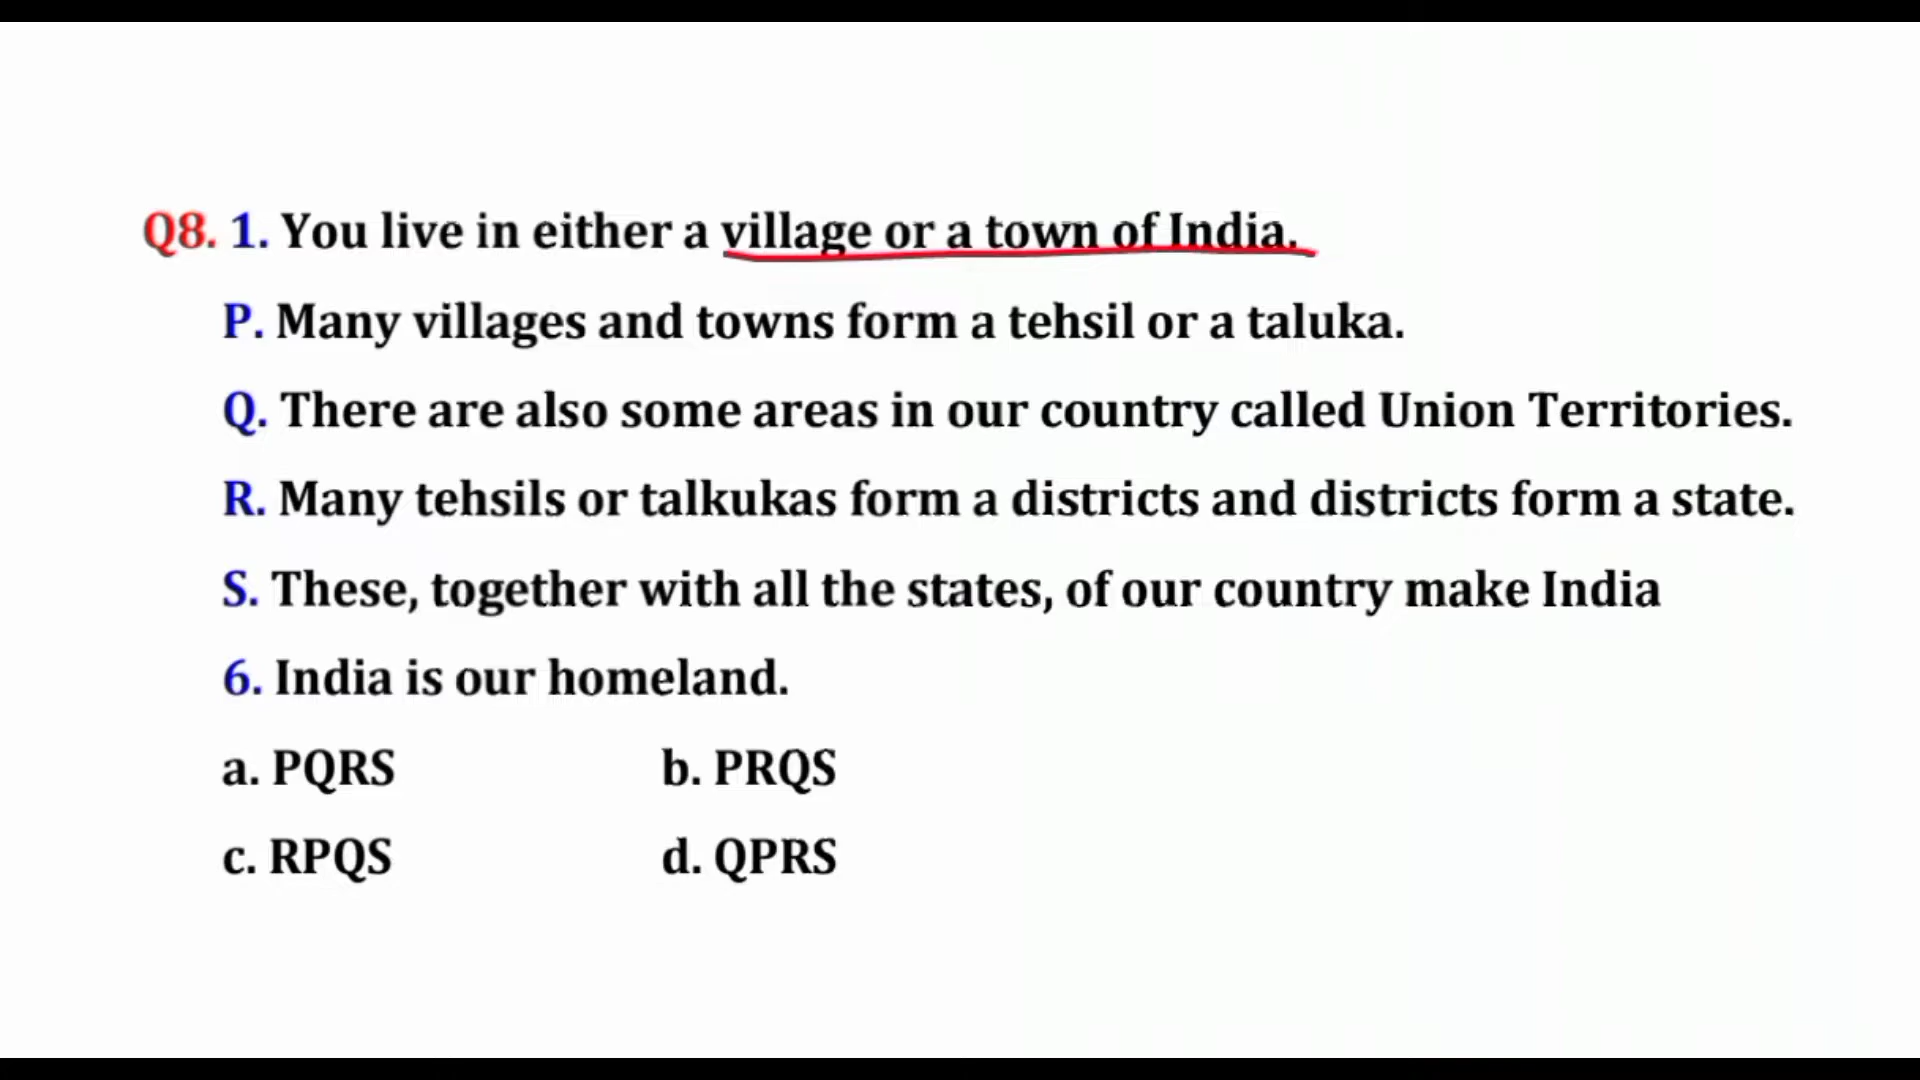 Q8. 1. You live in either a village or a town of India.
P. Many villages and towns form a tehsil or a taluka.
Q. There are also some areas in our country called Union Territories.
R. Many tehsils or talkukas form a districts and districts form a state.
S. These, together with all the states, of our country make India
6. India is our homeland.
a. PQRS b. PRQS
c. RPQS d. QPRS